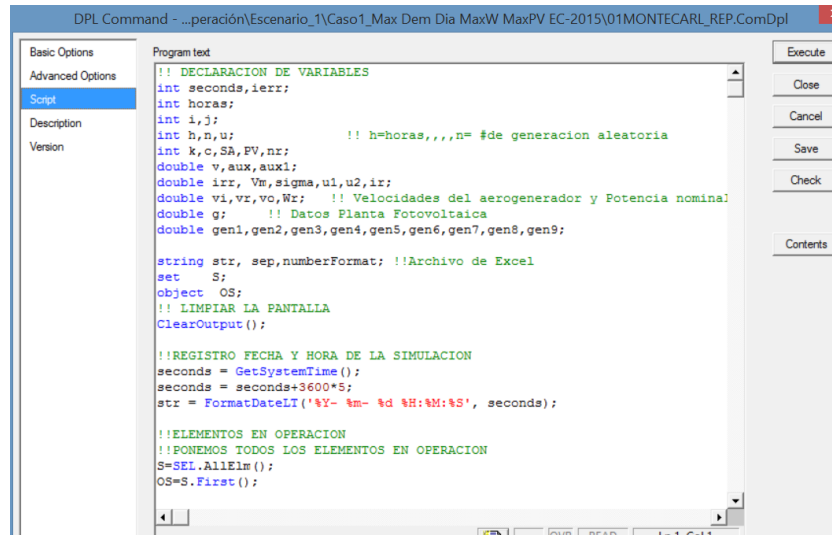 DPL Command - ...peración\Escenario_1\Caso1_Max Dem Dia MaxW MaxPV EC-2015\01MONTECARL_REP.ComDpl
Basic Options
Advanced Options
Script
Description
Version
Program text
!! DECLARACION DE VARIABLES
int seconds,ierr;
int horas;
int i,j;
int h,n,u;             !! h=horas,,,,n= #de generacion aleatoria
int k,c,SA,PV,nr;
double v,aux,aux1;
double irr, Vm,sigma,u1,u2,ir;
double vi,vr,vo,Wr;   !! Velocidades del aerogenerador y Potencia nominal
double g;     !! Datos Planta Fotovoltaica
double gen1,gen2,gen3,gen4,gen5,gen6,gen7,gen8,gen9;
string str, sep,numberFormat; !!Archivo de Excel
set    S;
object  OS;
!! LIMPIAR LA PANTALLA
ClearOutput();
!!REGISTRO FECHA Y HORA DE LA SIMULACION
seconds = GetSystemTime();
seconds = seconds+3600*5;
str = FormatDateLT('%Y- %m- %d %H:%M:%S', seconds);
!!ELEMENTOS EN OPERACION
!!PONEMOS TODOS LOS ELEMENTOS EN OPERACION
S=SEL.AllElm();
OS=S.First();
Execute
Close
Cancel
Save
Check
Contents